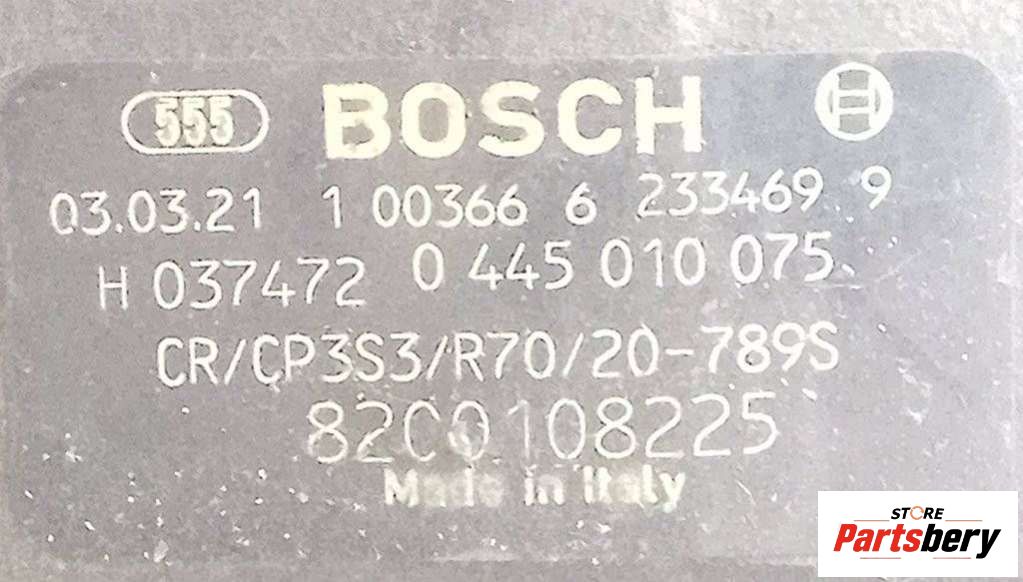 555 BOSCH
03.03.21 1 00366 6 233469 9
H 037472 0 445 010 075
CR/CP3S3/R70/20-789S
8200108225
Made in Italy
STORE
Partsbery